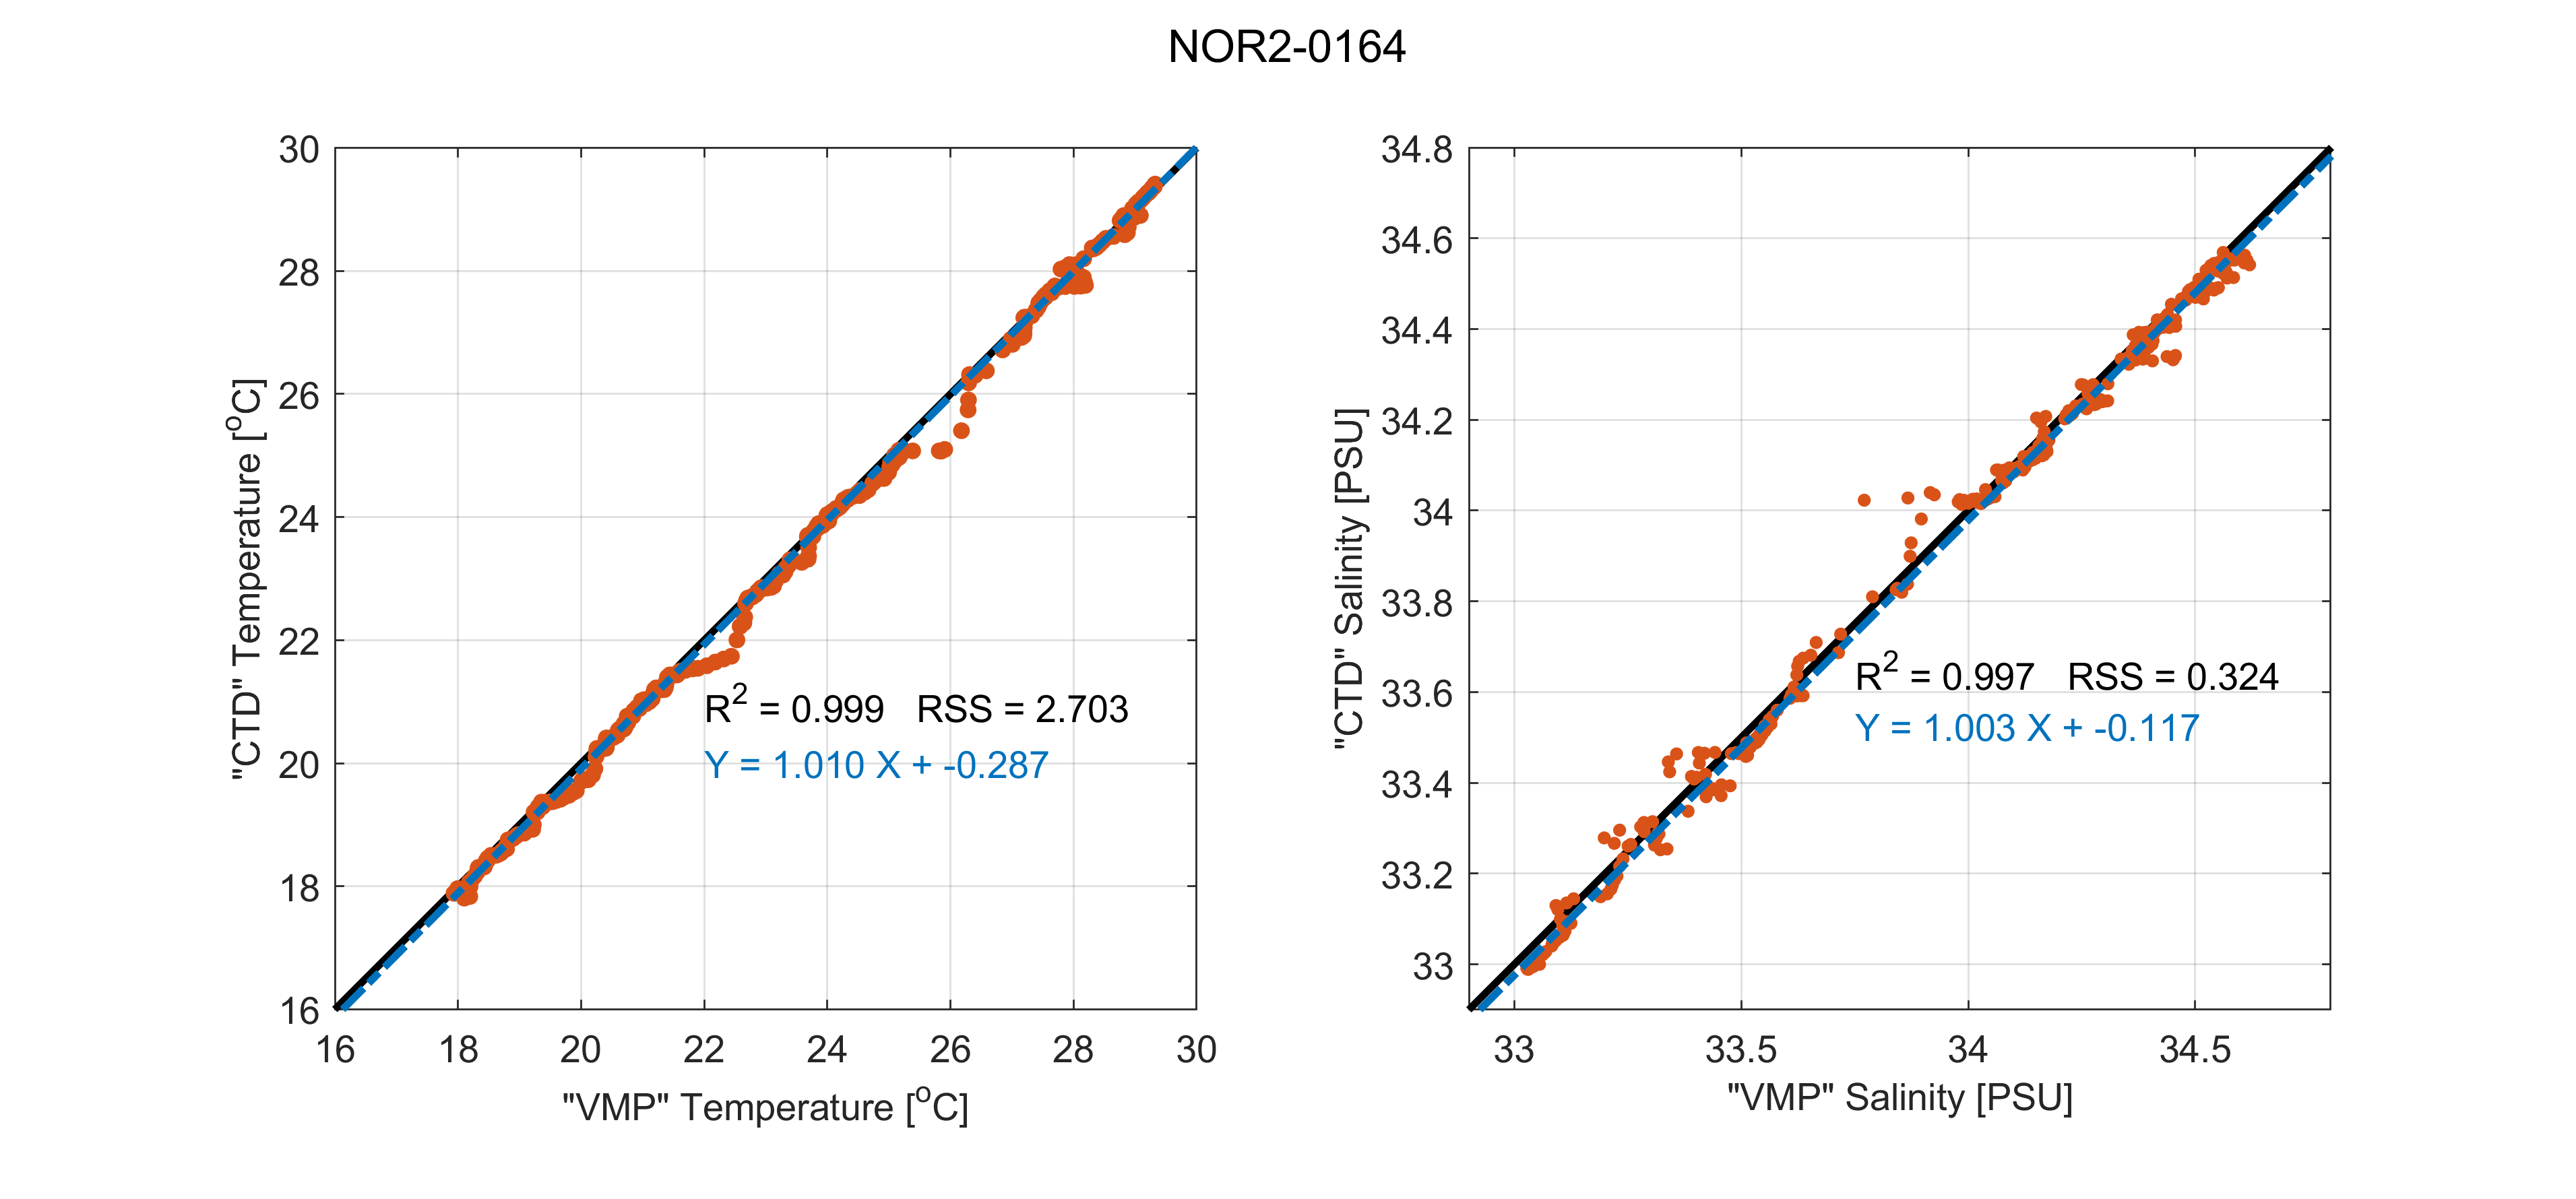 NOR2-0164
30
28
26
24
22
20
18
16
"CTD" Temperature [°C]
R² = 0.999 RSS = 2.703
Y = 1.010 X + -0.287
16 18 20 22 24 26 28 30
"VMP" Temperature [°C]
34.8
34.6
34.4
34.2
34
33.8
33.6
33.4
33.2
33
"CTD" Salinity [PSU]
R² = 0.997 RSS = 0.324
Y = 1.003 X + -0.117
33 33.5 34 34.5
"VMP" Salinity [PSU]